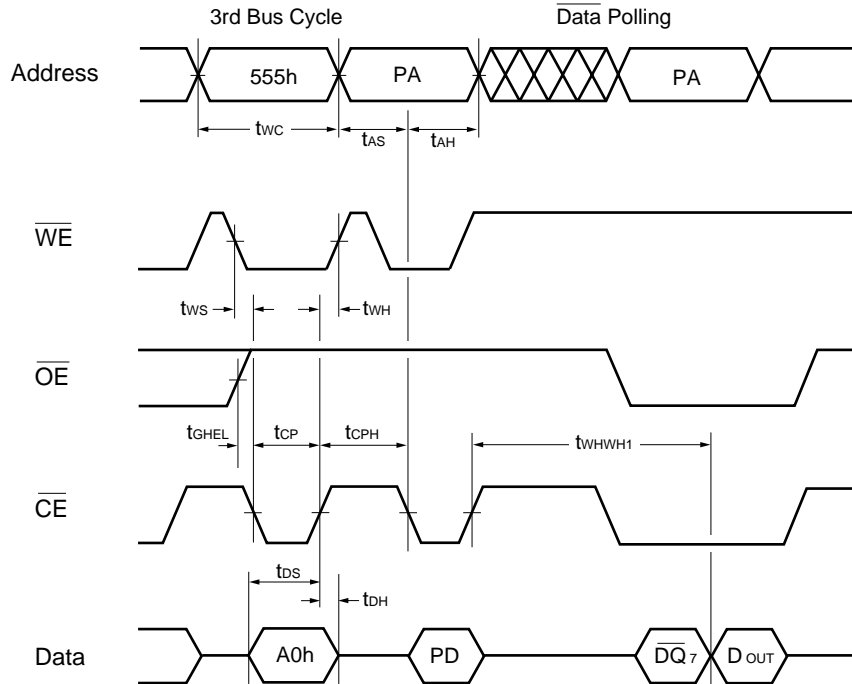 3rd Bus Cycle
Data Polling
Address
555h
PA
PA
tWC
tAS
tAH
WE
tWS
tWH
OE
tGHEL
tCP
tCPH
tWHWH1
CE
tDS
tDH
Data
A0h
PD
DQ7
DOUT